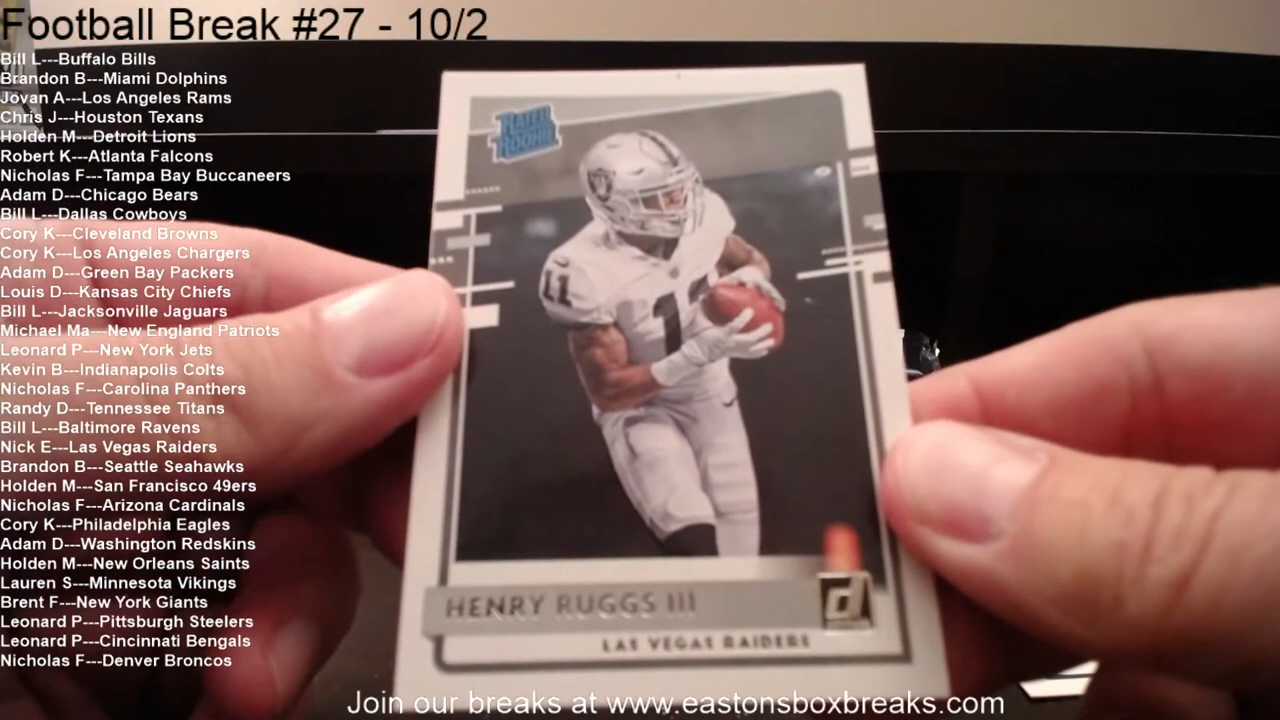 Football Break #27 - 10/2
Bill L---Buffalo Bills
Brandon B---Miami Dolphins
Jovan A---Los Angeles Rams
Chris J---Houston Texans
Holden M---Detroit Lions
Robert K---Atlanta Falcons
Nicholas F---Tampa Bay Buccaneers
Adam D---Chicago Bears
Bill L---Dallas Cowboys
Cory K---Cleveland Browns
Cory K---Los Angeles Chargers
Adam D---Green Bay Packers
Louis D---Kansas City Chiefs
Bill L---Jacksonville Jaguars
Michael Ma---New England Patriots
Leonard P---New York Jets
Kevin B---Indianapolis Colts
Nicholas F---Carolina Panthers
Randy D---Tennessee Titans
Bill L---Baltimore Ravens
Nick E---Las Vegas Raiders
Brandon B---Seattle Seahawks
Holden M---San Francisco 49ers
Nicholas F---Arizona Cardinals
Cory K---Philadelphia Eagles
Adam D---Washington Redskins
Holden M---New Orleans Saints
Lauren S---Minnesota Vikings
Brent F---New York Giants
Leonard P---Pittsburgh Steelers
Leonard P---Cincinnati Bengals
Nicholas F---Denver Broncos
RATED
ROOKIE
11
11
HENRY RUGGS III
d
LAS VEGAS RAIDERS
Join our breaks at www.eastonsboxbreaks.com